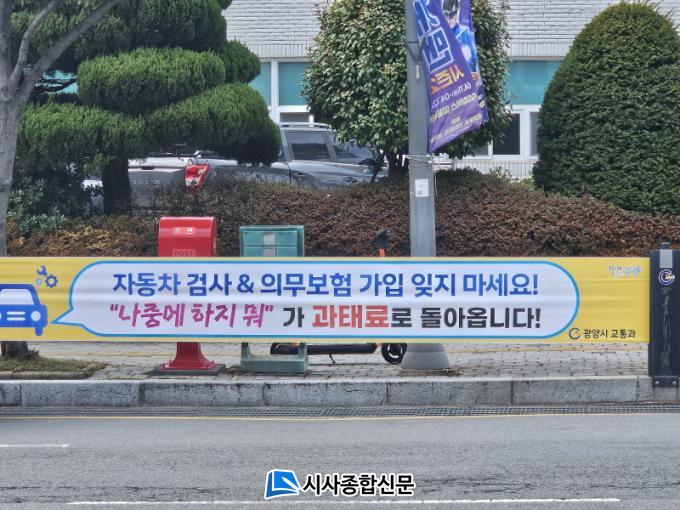 자동차 검사 & 의무보험 가입 잊지 마세요!
"나중에 하지 뭐" 가 과태료로 돌아옵니다!
광양시 교통과
POST
시사종합신문